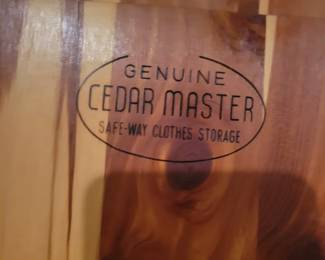 GENUINE
CEDAR MASTER
SAFE-WAY CLOTHES STORAGE